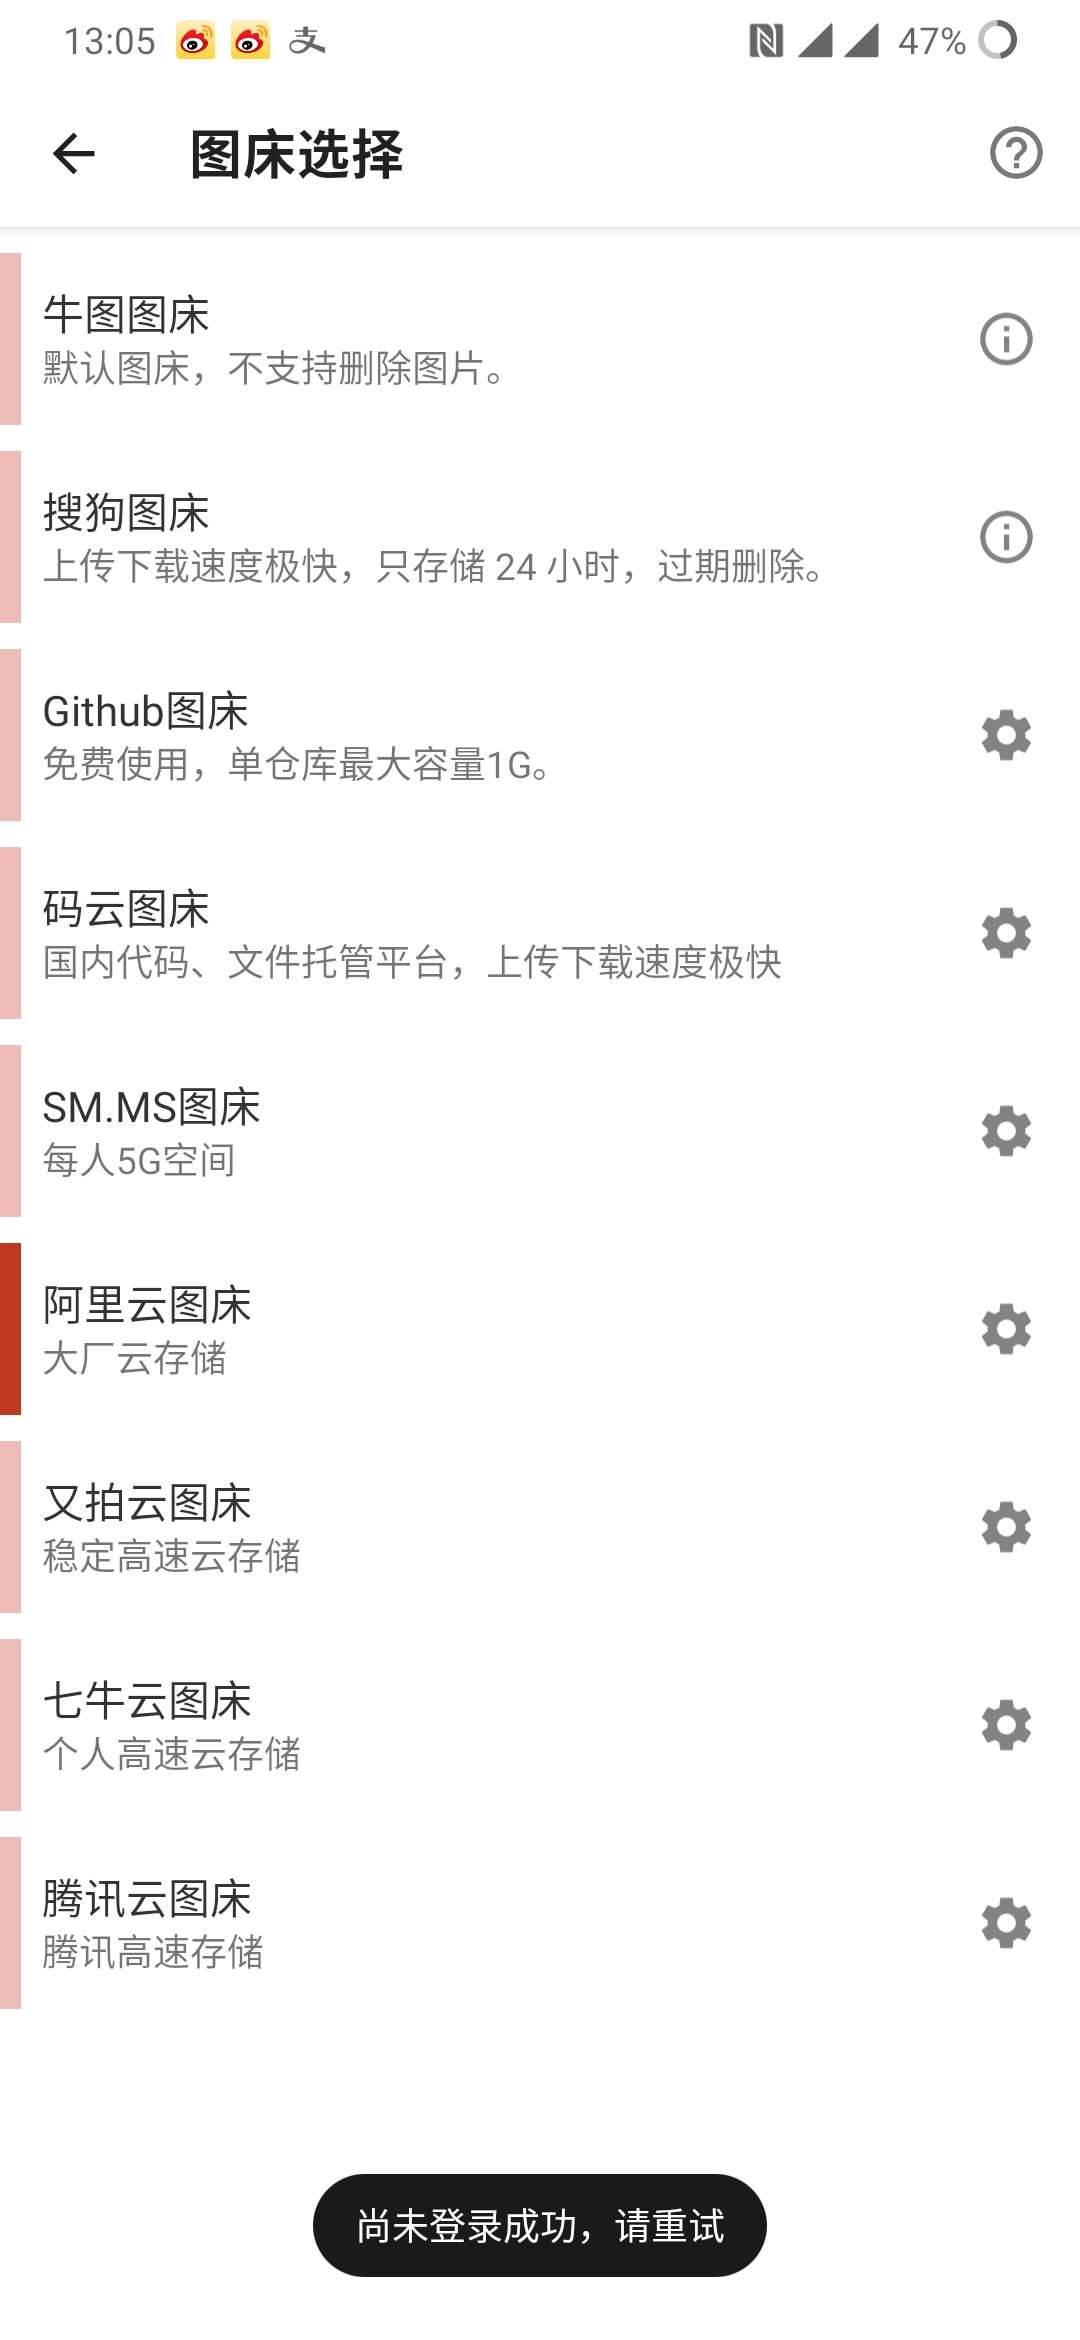 13:05
47%
图床选择
牛图图床
默认图床，不支持删除图片。
搜狗图床
上传下载速度极快，只存储 24 小时，过期删除。
Github图床
免费使用，单仓库最大容量1G。
码云图床
国内代码、文件托管平台，上传下载速度极快
SM.MS图床
每人5G空间
阿里云图床
大厂云存储
又拍云图床
稳定高速云存储
七牛云图床
个人高速云存储
腾讯云图床
腾讯高速存储
尚未登录成功，请重试